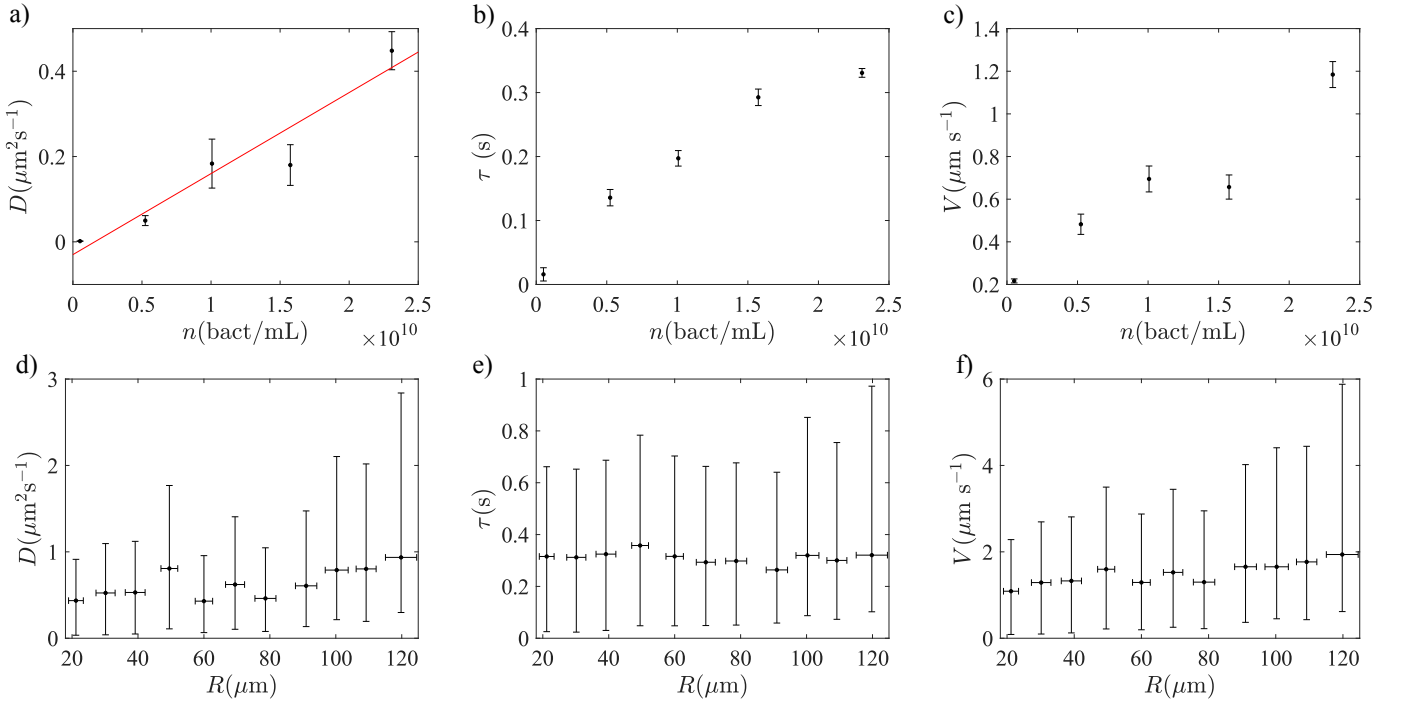 a)
0.4
0.2
0
D(μm²s⁻¹)
0 0.5 1 1.5 2 2.5
n(bact/mL) ×10¹⁰
b)
0.4
0.3
0.2
0.1
0
τ (s)
0 0.5 1 1.5 2 2.5
n(bact/mL) ×10¹⁰
c)
1.4
1.2
1
0.8
0.6
0.4
0.2
V(μm s⁻¹)
0 0.5 1 1.5 2 2.5
n(bact/mL) ×10¹⁰
d)
3
2
1
0
D(μm²s⁻¹)
20 40 60 80 100 120
R(μm)
e)
1
0.8
0.6
0.4
0.2
0
τ(s)
20 40 60 80 100 120
R(μm)
f)
6
4
2
0
V(μm s⁻¹)
20 40 60 80 100 120
R(μm)